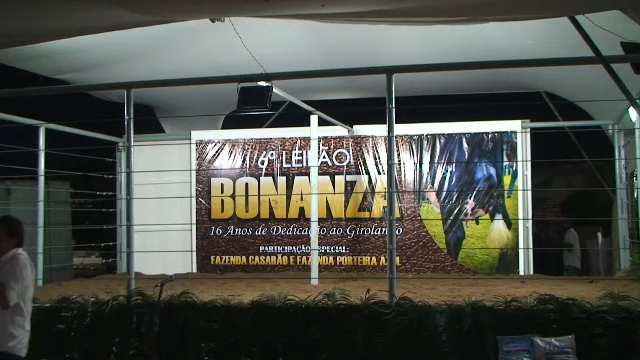 6º LEILÃO
BONANZA
16 Anos de Dedicação ao Girolando
PARTICIPAÇÃO ESPECIAL:
FAZENDA CASARÃO E FAZENDA PORTEIRA AZUL